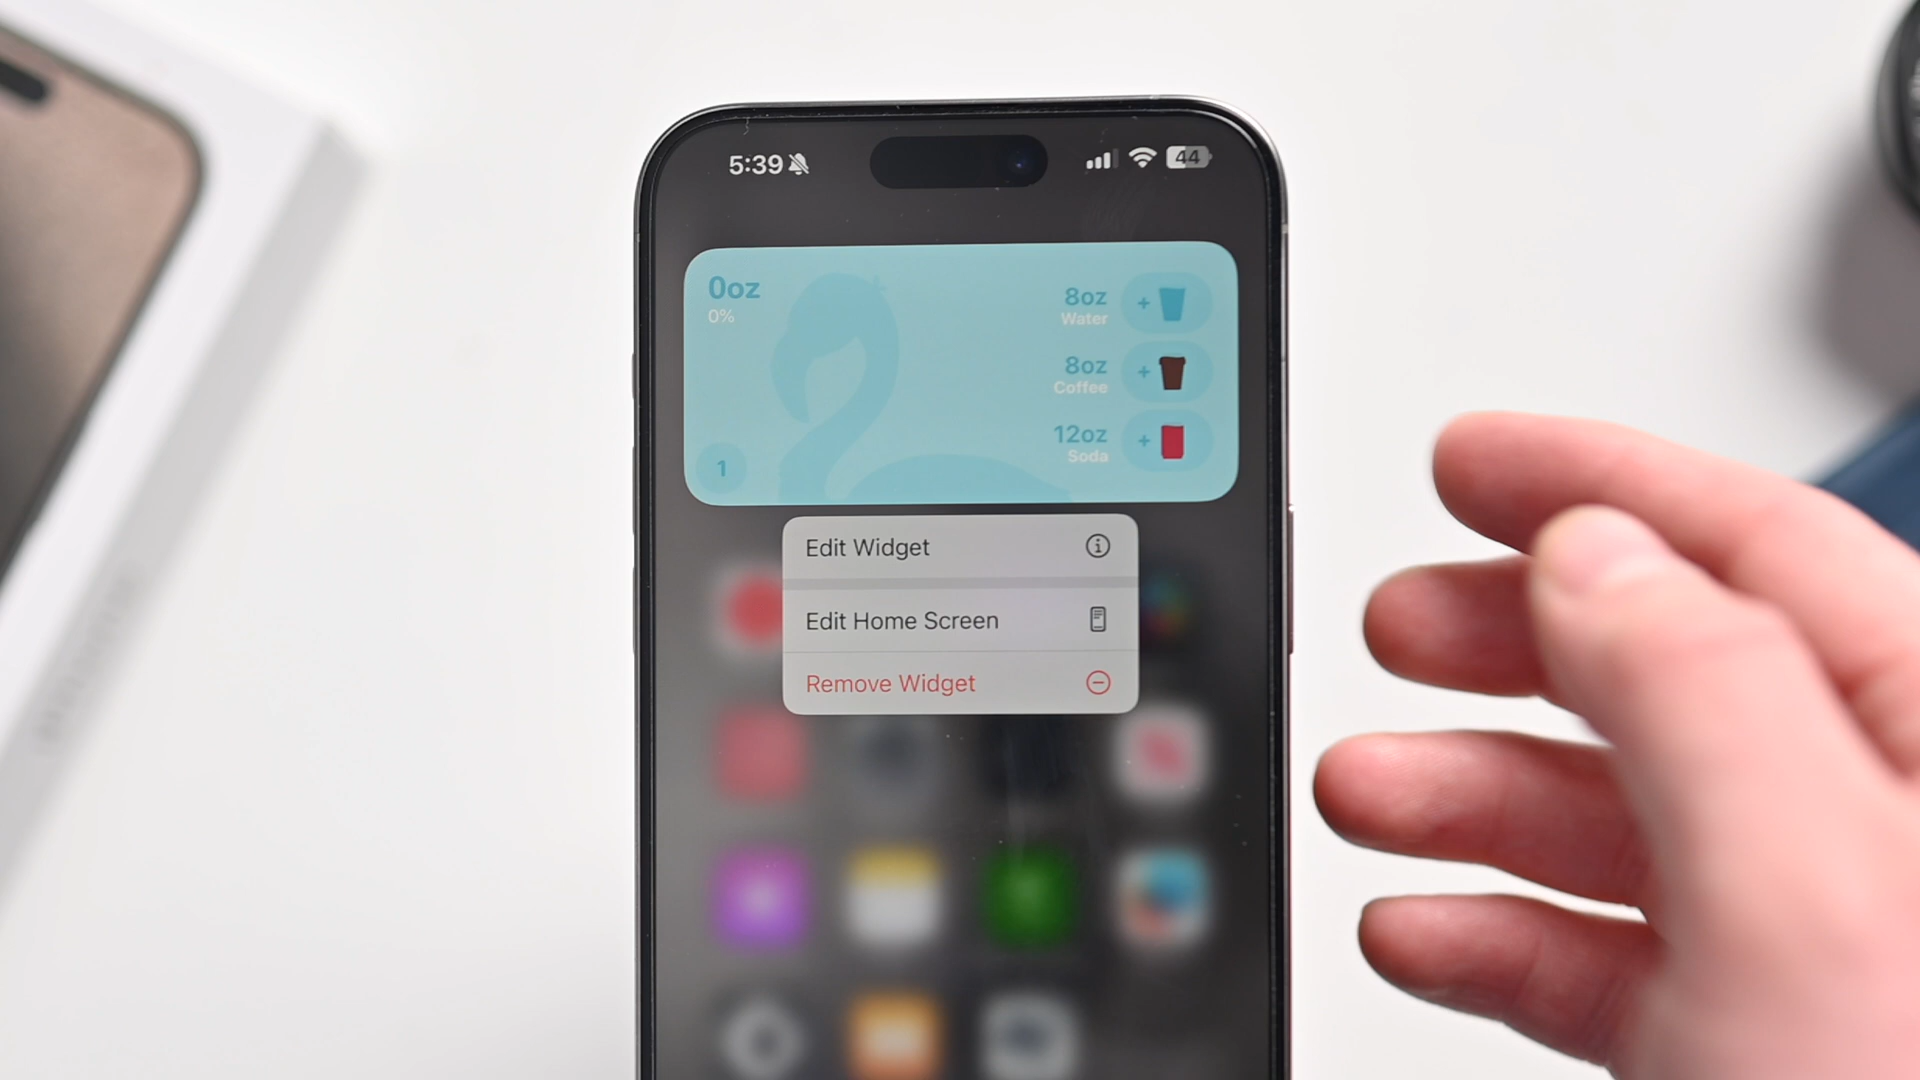 5:39
44
0oz
0%
8oz
Water
8oz
Coffee
12oz
Soda
1
Edit Widget
Edit Home Screen
Remove Widget